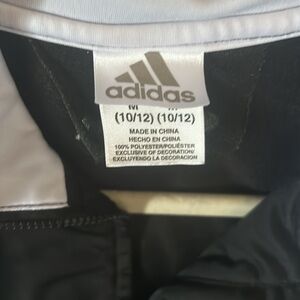 adidas
M M
(10/12) (10/12)
MADE IN CHINA
HECHO EN CHINA
100% POLYESTER/POLIÉSTER
EXCLUSIVE OF DECORATION/
EXCLUYENDO LA DECORACION